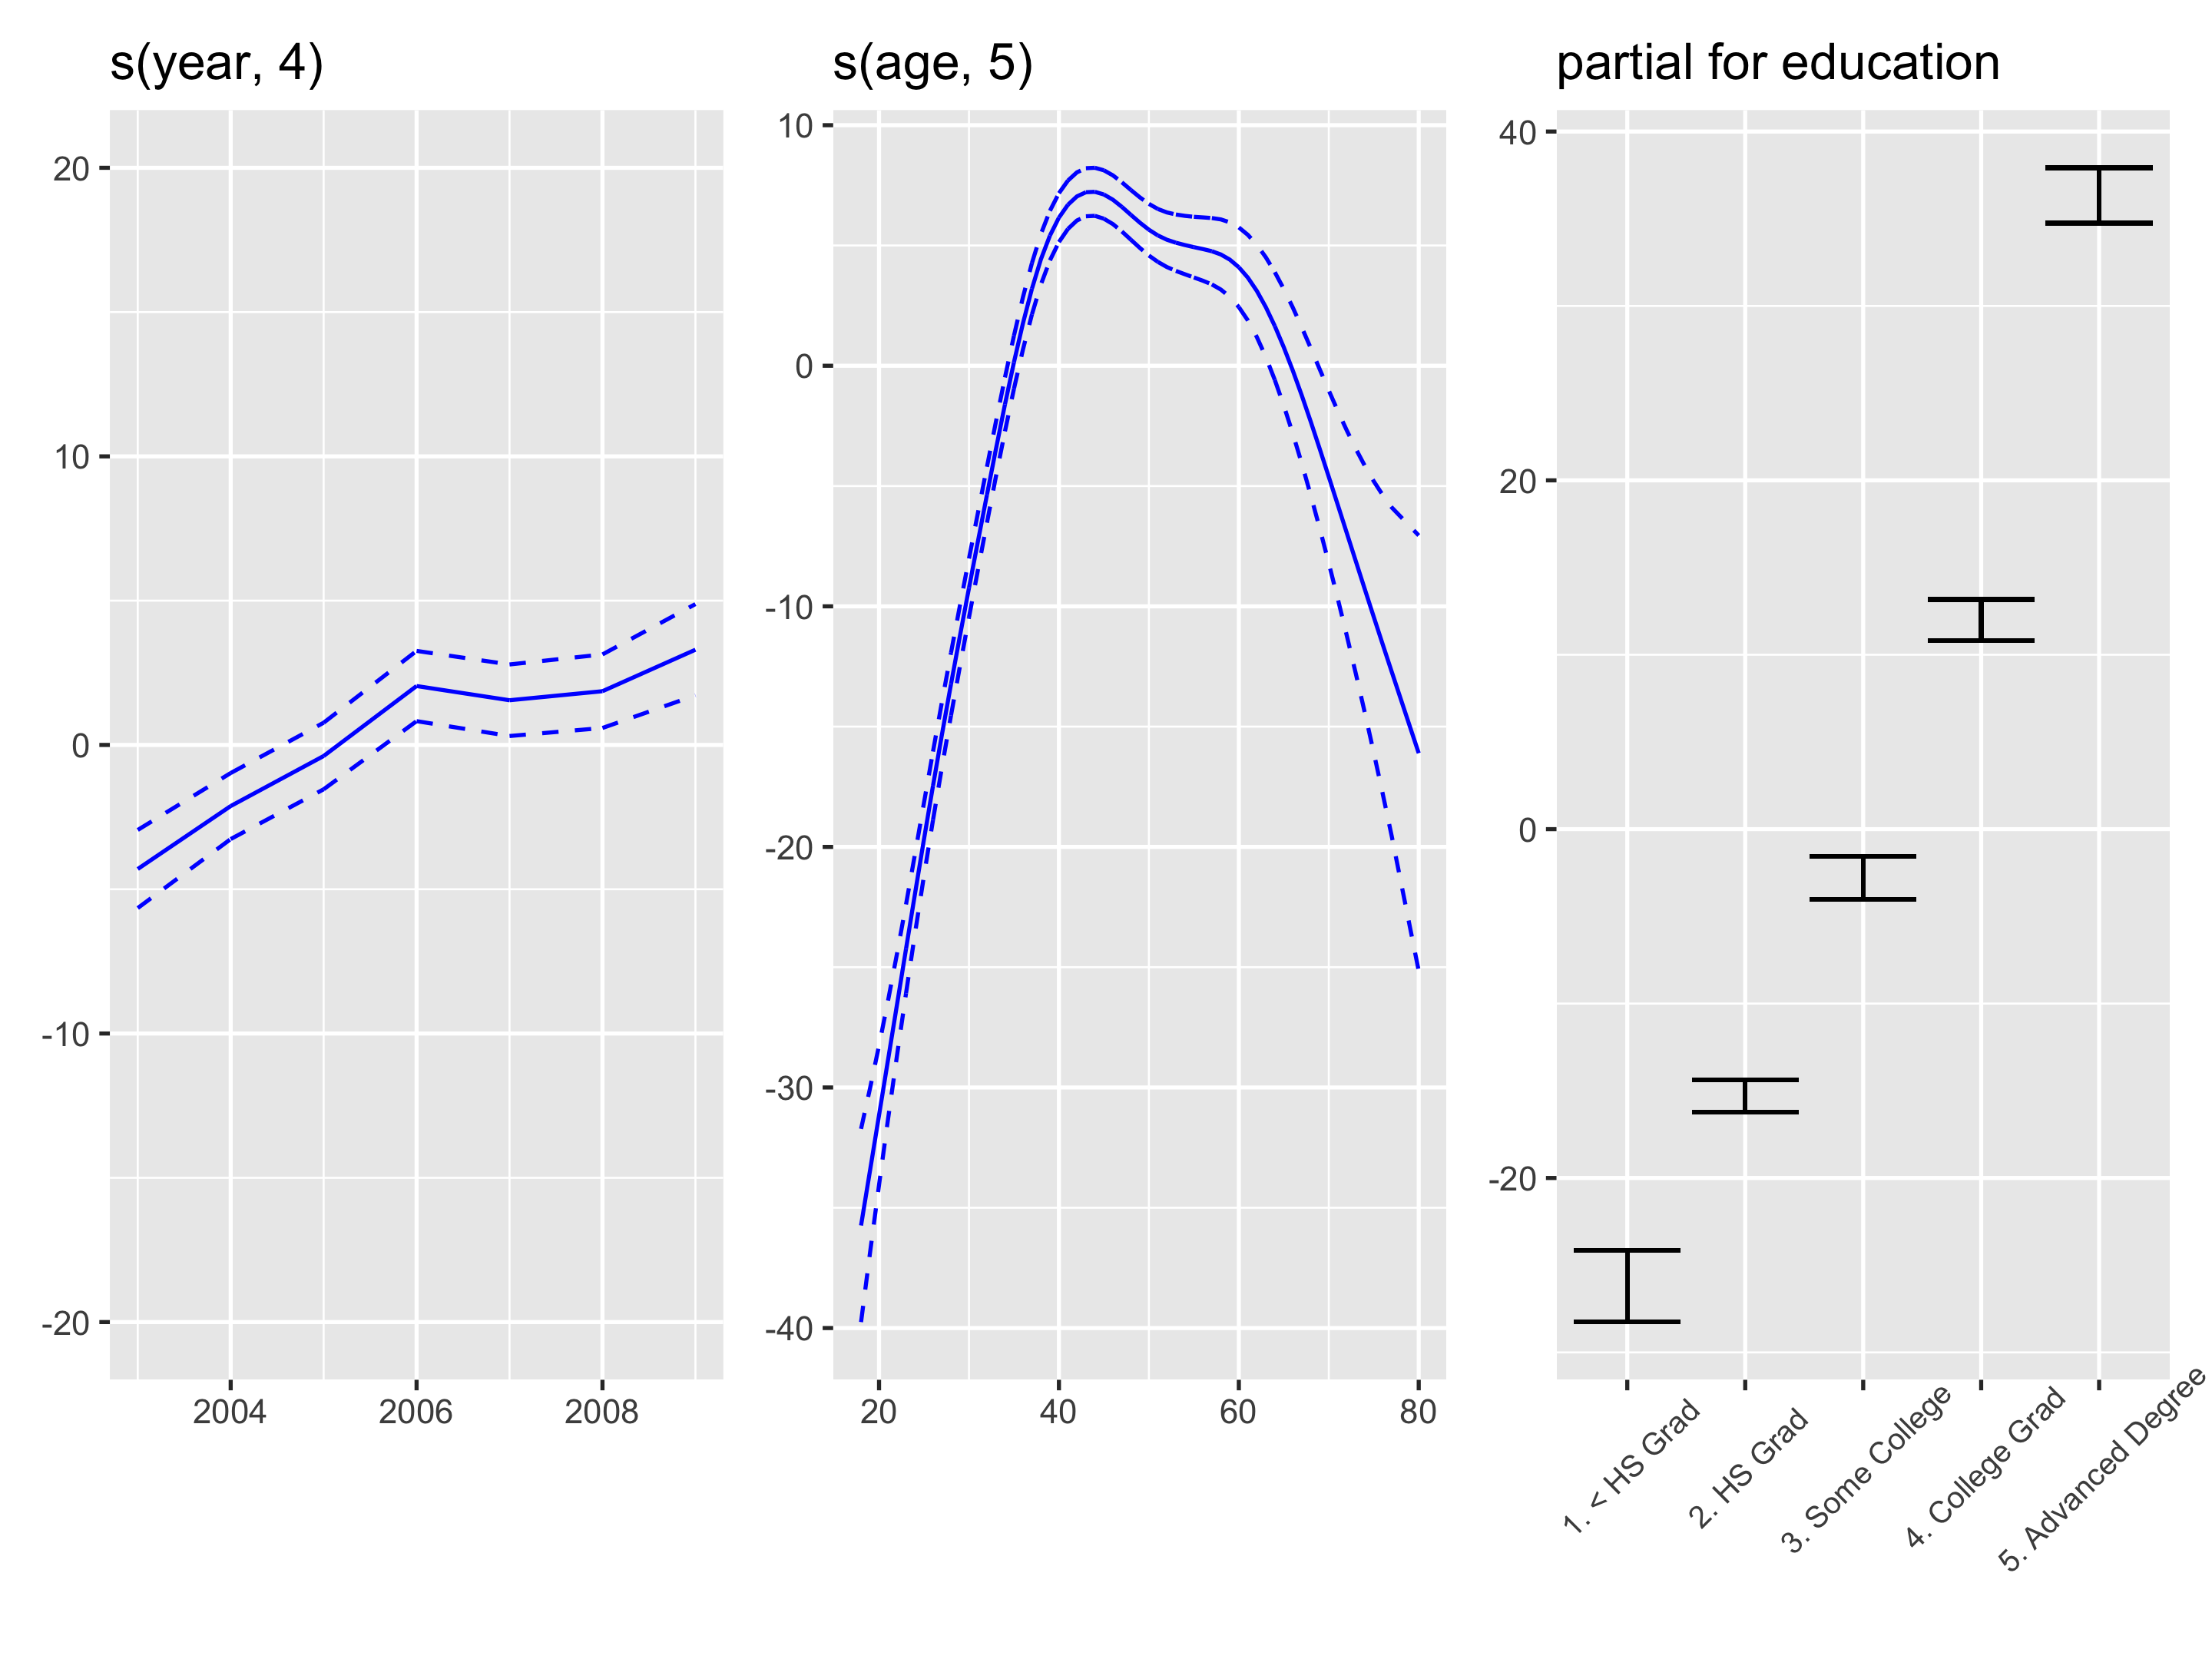 s(year, 4)
20
10
0
-10
-20
2004 2006 2008
s(age, 5)
10
0
-10
-20
-30
-40
20 40 60 80
partial for education
40
20
0
-20
1. < HS Grad
2. HS Grad
3. Some College
4. College Grad
5. Advanced Degree